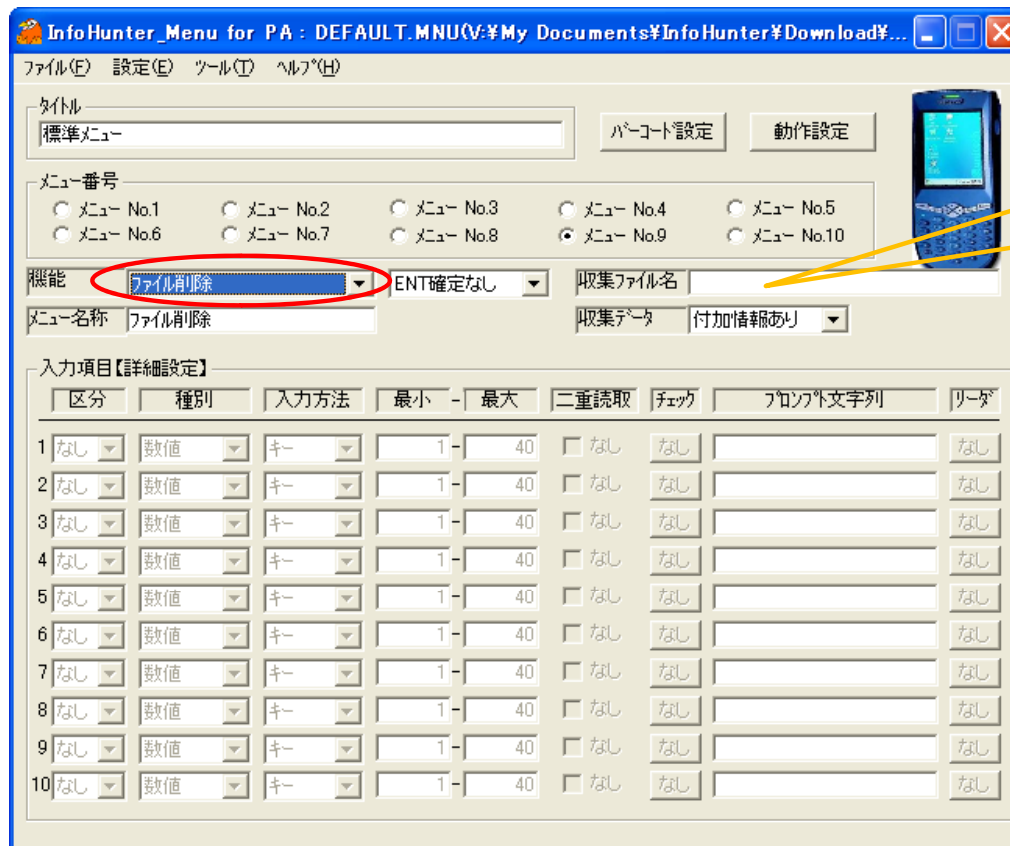 InfoHunter_Menu for PA : DEFAULT.MNU(V:¥My Documents¥InfoHunter¥Download¥...
ﾌｧｲﾙ(F) 設定(E) ﾂｰﾙ(T) ﾍﾙﾌﾟ(H)
ﾀｲﾄﾙ
標準ﾒﾆｭｰ
ﾊﾞｰｺｰﾄﾞ設定 動作設定
ﾒﾆｭｰ番号
ﾒﾆｭｰ No.1 ﾒﾆｭｰ No.2 ﾒﾆｭｰ No.3 ﾒﾆｭｰ No.4 ﾒﾆｭｰ No.5
ﾒﾆｭｰ No.6 ﾒﾆｭｰ No.7 ﾒﾆｭｰ No.8 ﾒﾆｭｰ No.9 ﾒﾆｭｰ No.10
機能 ﾌｧｲﾙ削除 ENT確定なし 収集ﾌｧｲﾙ名
ﾒﾆｭｰ名称 ﾌｧｲﾙ削除 収集ﾃﾞｰﾀ 付加情報あり
入力項目【詳細設定】
区分 種別 入力方法 最小 - 最大 二重読取 ﾁｪｯｸ ﾌﾟﾛﾝﾌﾟﾄ文字列 ﾘｰﾀﾞ
1 なし 数値 ｷｰ 1 - 40 なし なし なし
2 なし 数値 ｷｰ 1 - 40 なし なし なし
3 なし 数値 ｷｰ 1 - 40 なし なし なし
4 なし 数値 ｷｰ 1 - 40 なし なし なし
5 なし 数値 ｷｰ 1 - 40 なし なし なし
6 なし 数値 ｷｰ 1 - 40 なし なし なし
7 なし 数値 ｷｰ 1 - 40 なし なし なし
8 なし 数値 ｷｰ 1 - 40 なし なし なし
9 なし 数値 ｷｰ 1 - 40 なし なし なし
10 なし 数値 ｷｰ 1 - 40 なし なし なし